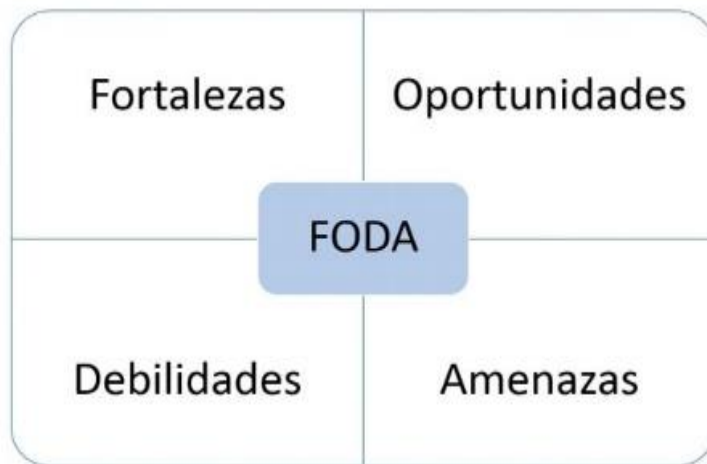 Fortalezas
Oportunidades
FODA
Debilidades
Amenazas